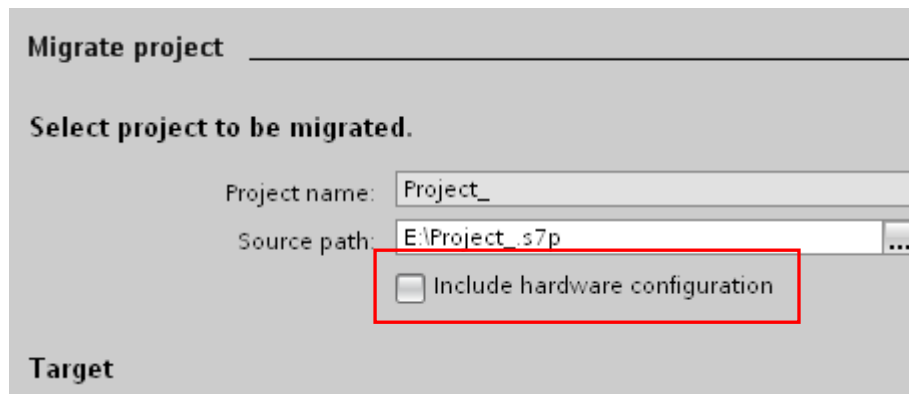 Migrate project
Select project to be migrated.
Project name: Project_
Source path: E:\Project_.s7p ...
Include hardware configuration
Target